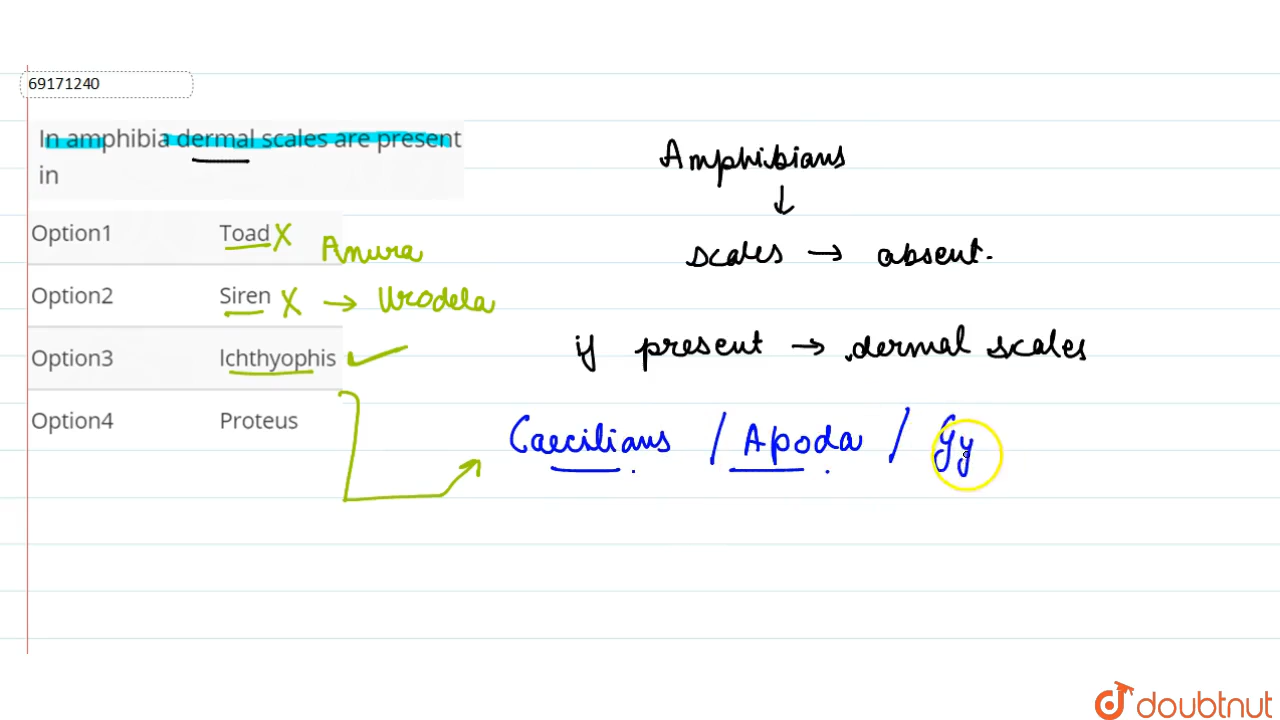 69171240
In amphibia dermal scales are present
in
Option1 Toad X Anura
Option2 Siren X → Urodela
Option3 Ichthyophis
Option4 Proteus
Amphibians
↓
scales → absent.
if present → dermal scales
Caecilians / Apoda / Gy
doubtnut